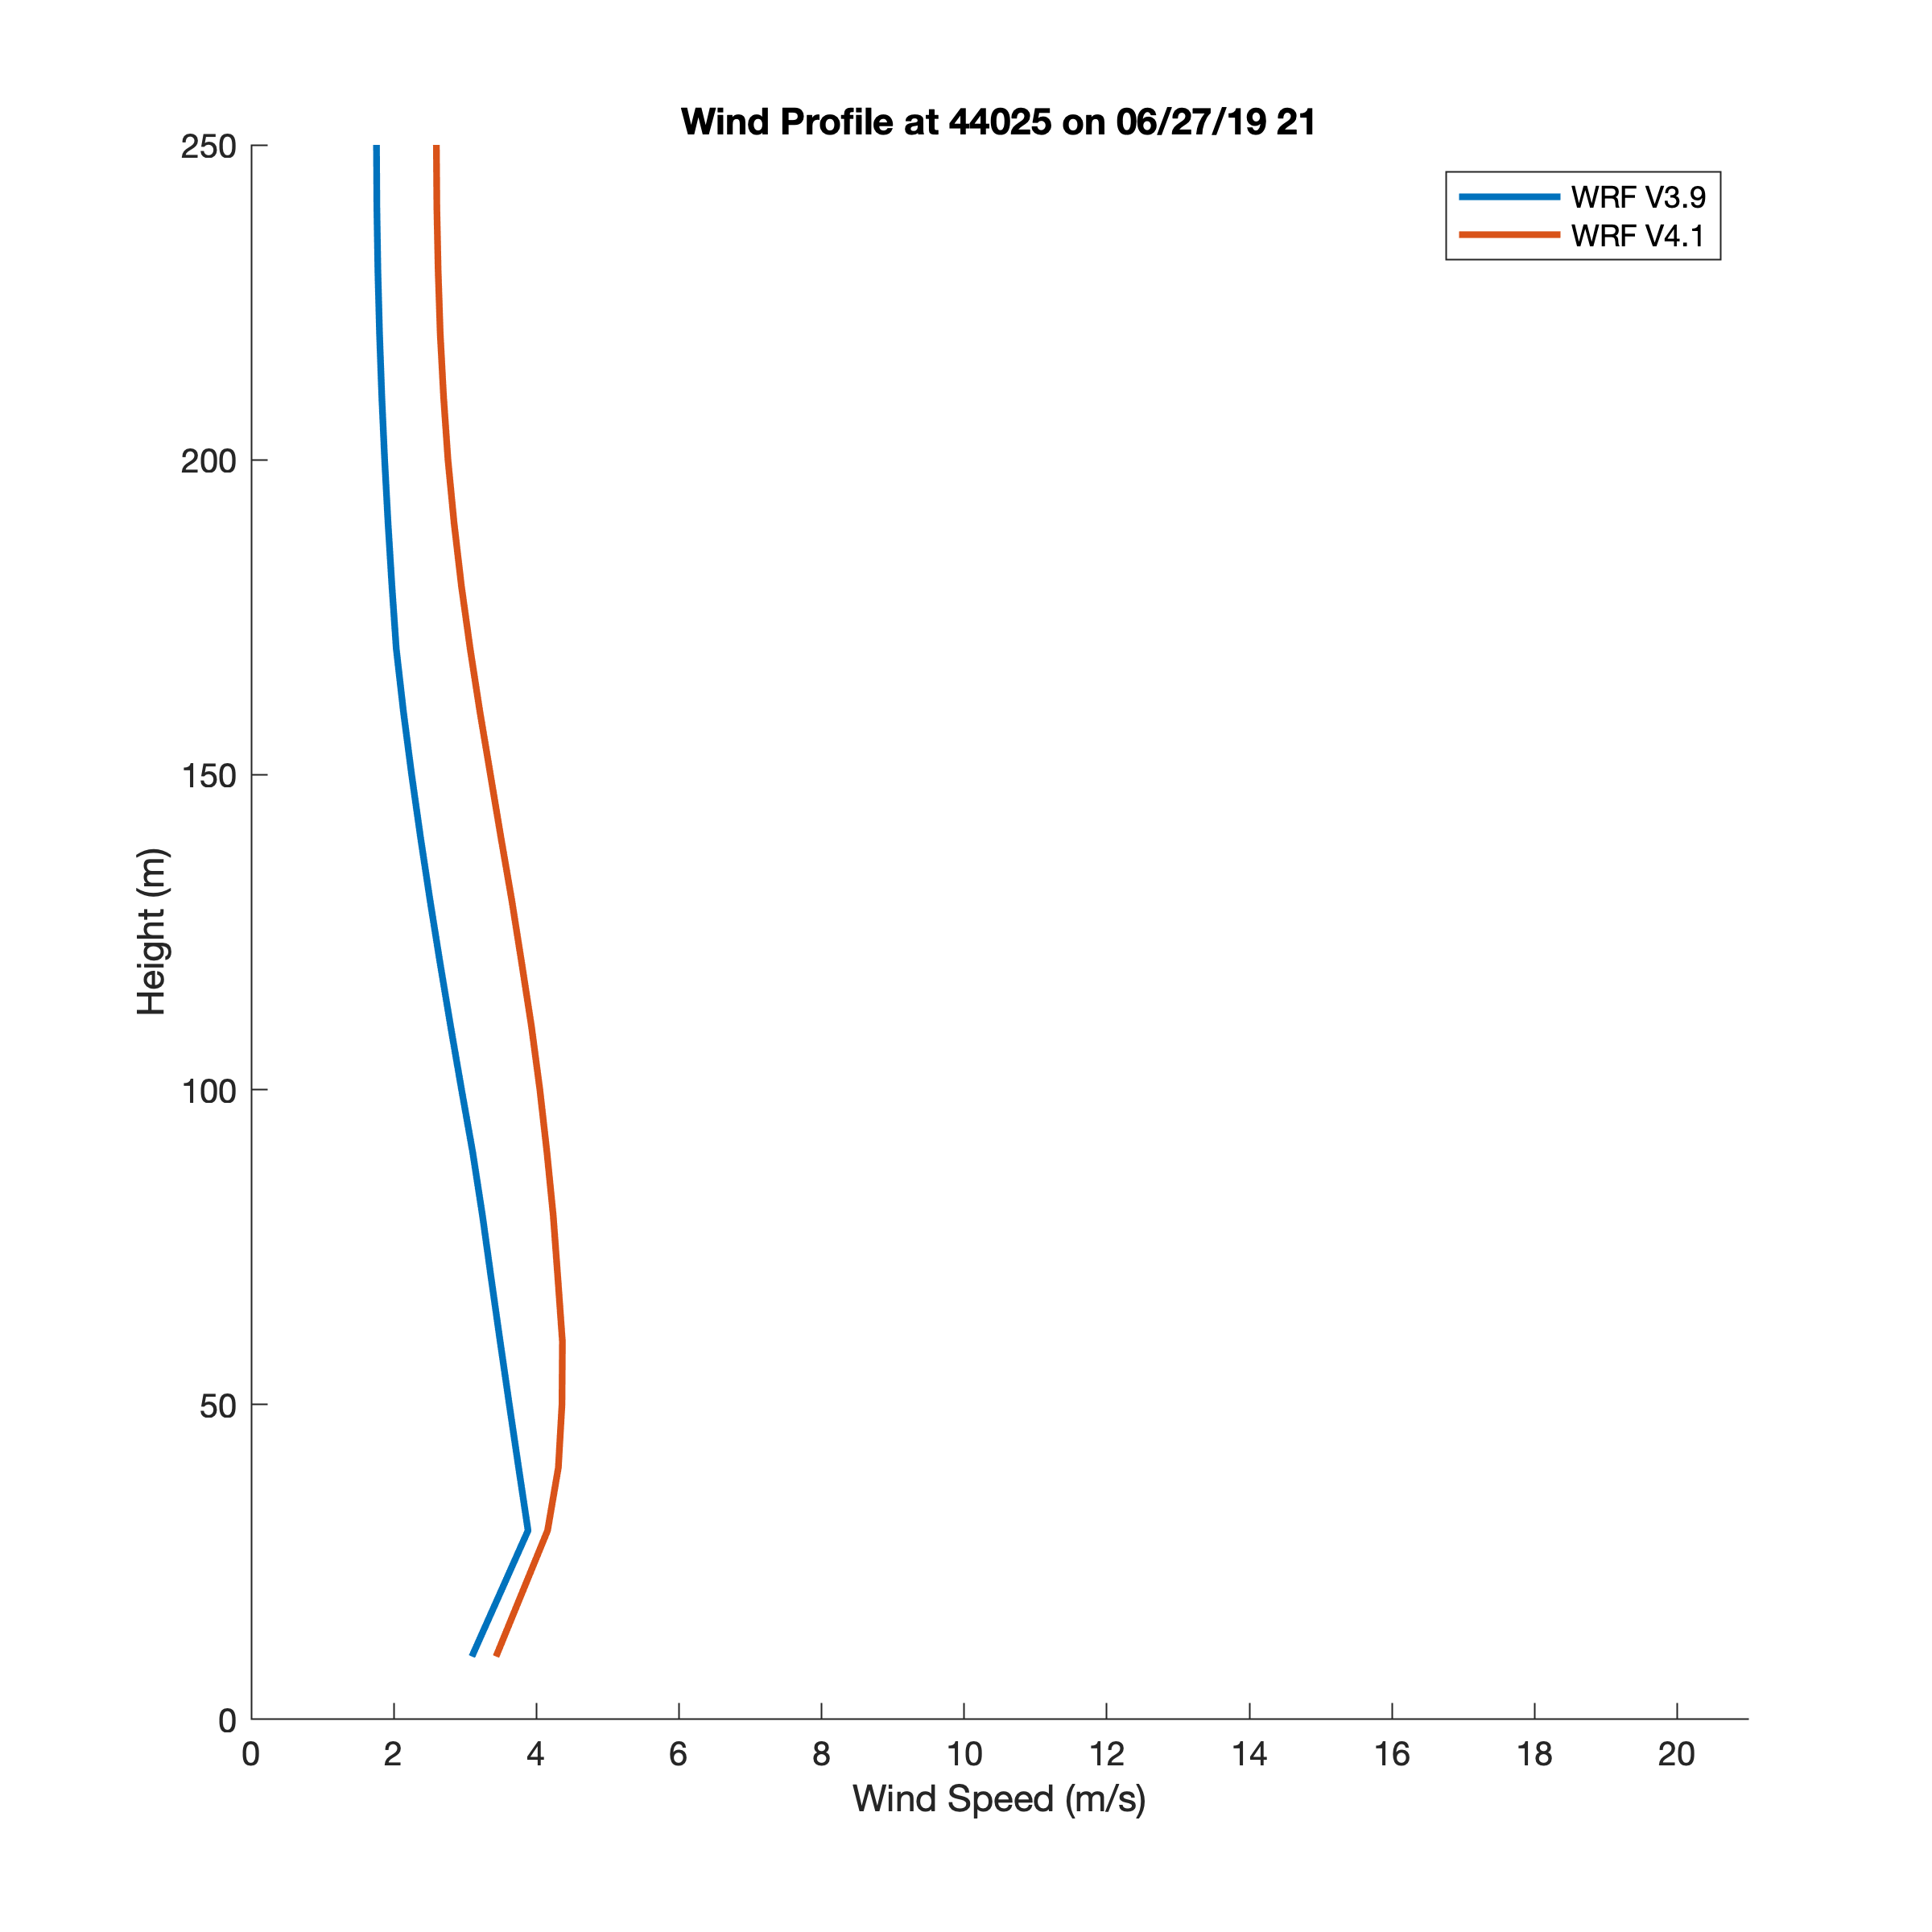 Wind Profile at 44025 on 06/27/19 21
WRF V3.9
WRF V4.1
250
200
150
100
50
0
Height (m)
0 2 4 6 8 10 12 14 16 18 20
Wind Speed (m/s)